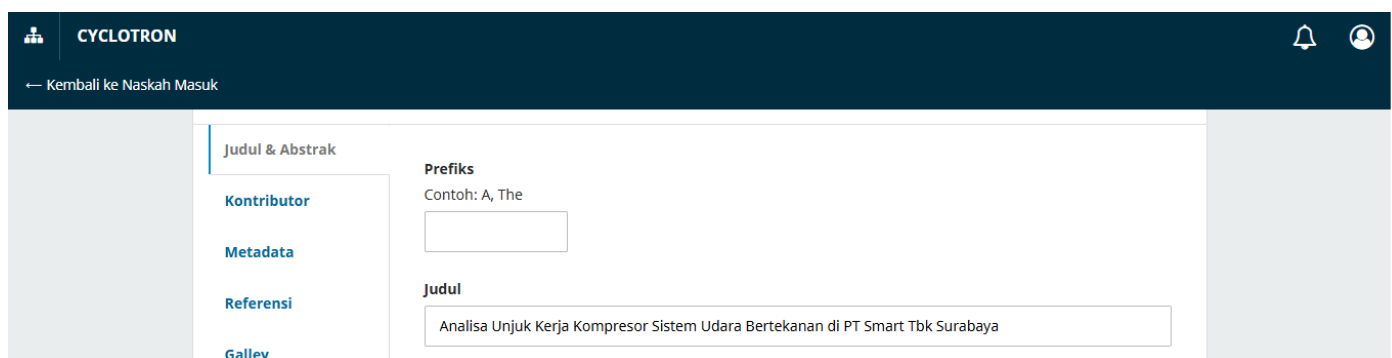 CYCLOTRON
← Kembali ke Naskah Masuk
Judul & Abstrak
Kontributor
Metadata
Referensi
Galley
Prefiks
Contoh: A, The
Judul
Analisa Unjuk Kerja Kompresor Sistem Udara Bertekanan di PT Smart Tbk Surabaya